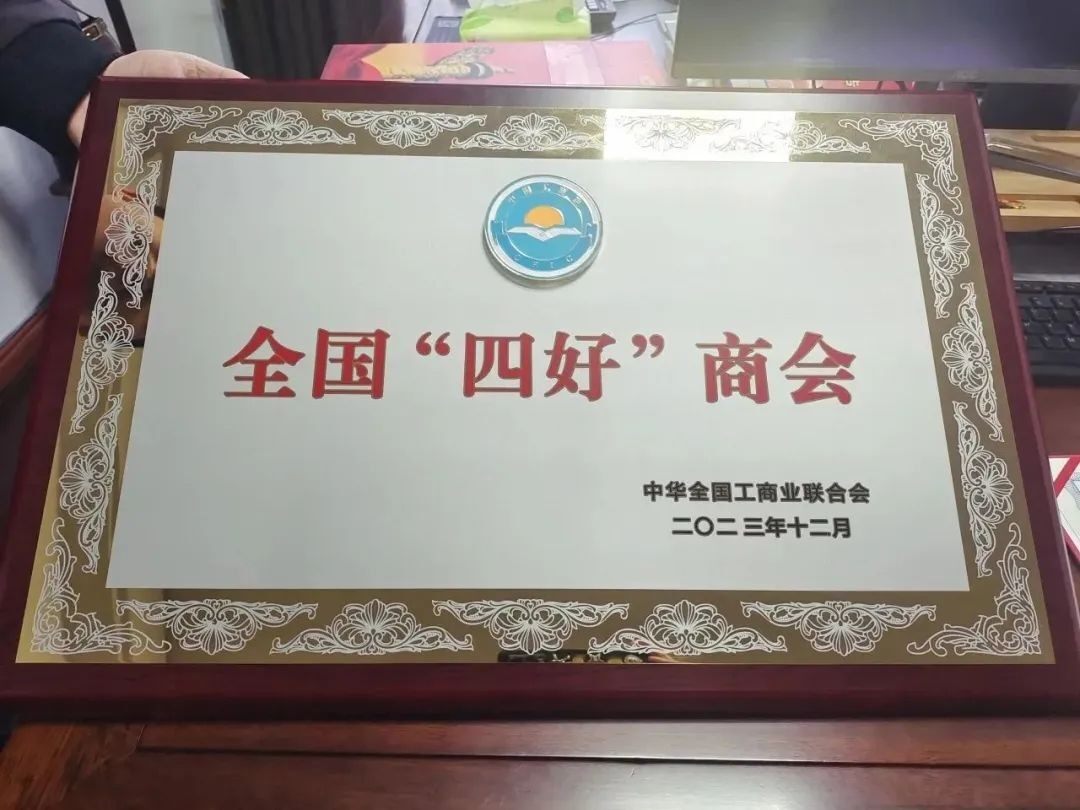 全国“四好”商会
中华全国工商业联合会
二〇二三年十二月